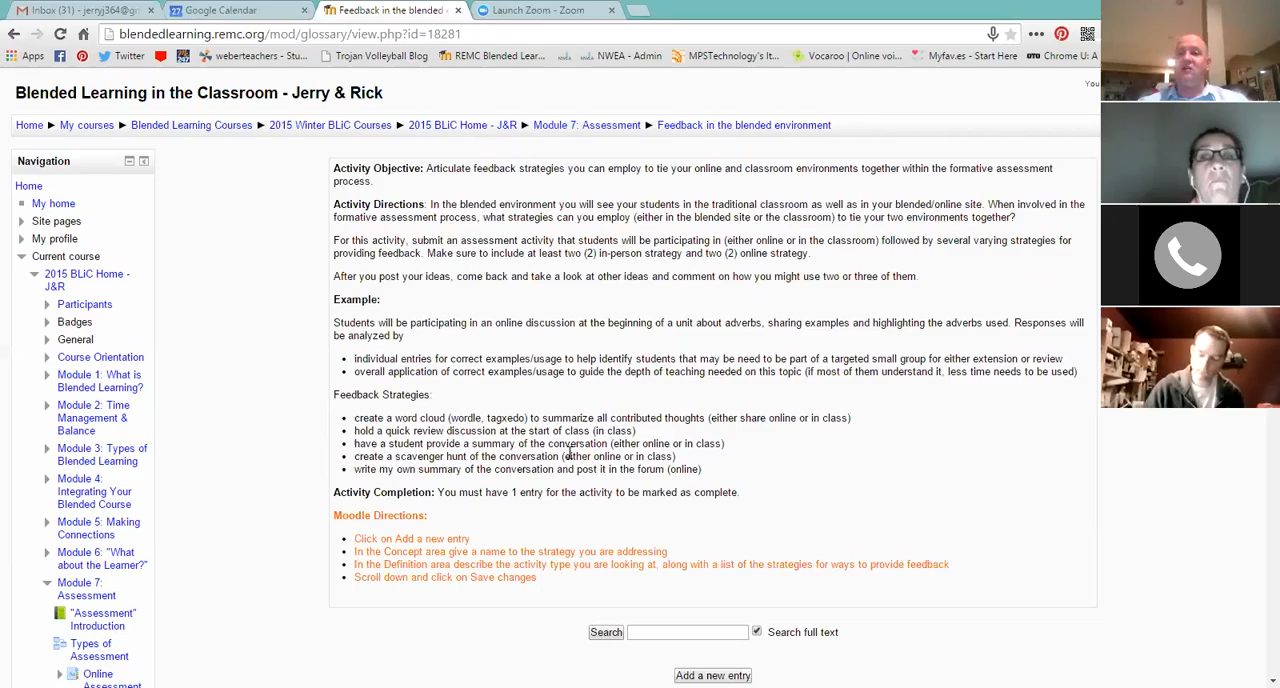 Inbox (31) - jerryj364@gm
Google Calendar
Feedback in the blended
Launch Zoom - Zoom
blendedlearning.remc.org/mod/glossary/view.php?id=18281
Apps Twitter weberteachers - Stu... Trojan Volleyball Blog REMC Blended Lear... NWEA - Admin MPSTechnology's It... Vocaroo | Online voi... Myfav.es - Start Here Chrome U: A
Blended Learning in the Classroom - Jerry & Rick
You
Home ► My courses ► Blended Learning Courses ► 2015 Winter BLiC Courses ► 2015 BLiC Home - J&R ► Module 7: Assessment ► Feedback in the blended environment
Navigation
Home
My home
Site pages
My profile
Current course
2015 BLiC Home -
J&R
Participants
Badges
General
Course Orientation
Module 1: What is
Blended Learning?
Module 2: Time
Management &
Balance
Module 3: Types of
Blended Learning
Module 4:
Integrating Your
Blended Course
Module 5: Making
Connections
Module 6: "What
about the Learner?"
Module 7:
Assessment
"Assessment"
Introduction
Types of
Assessment
Online
Assessment
Activity Objective: Articulate feedback strategies you can employ to tie your online and classroom environments together within the formative assessment
process.
Activity Directions: In the blended environment you will see your students in the traditional classroom as well as in your blended/online site. When involved in the
formative assessment process, what strategies can you employ (either in the blended site or the classroom) to tie your two environments together?
For this activity, submit an assessment activity that students will be participating in (either online or in the classroom) followed by several varying strategies for
providing feedback. Make sure to include at least two (2) in-person strategy and two (2) online strategy.
After you post your ideas, come back and take a look at other ideas and comment on how you might use two or three of them.
Example:
Students will be participating in an online discussion at the beginning of a unit about adverbs, sharing examples and highlighting the adverbs used. Responses will
be analyzed by
• individual entries for correct examples/usage to help identify students that may be need to be part of a targeted small group for either extension or review
• overall application of correct examples/usage to guide the depth of teaching needed on this topic (if most of them understand it, less time needs to be used)
Feedback Strategies:
• create a word cloud (wordle, tagxedo) to summarize all contributed thoughts (either share online or in class)
• hold a quick review discussion at the start of class (in class)
• have a student provide a summary of the conversation (either online or in class)
• create a scavenger hunt of the conversation (either online or in class)
• write my own summary of the conversation and post it in the forum (online)
Activity Completion: You must have 1 entry for the activity to be marked as complete.
Moodle Directions:
• Click on Add a new entry
• In the Concept area give a name to the strategy you are addressing
• In the Definition area describe the activity type you are looking at, along with a list of the strategies for ways to provide feedback
• Scroll down and click on Save changes
Search Search full text
Add a new entry